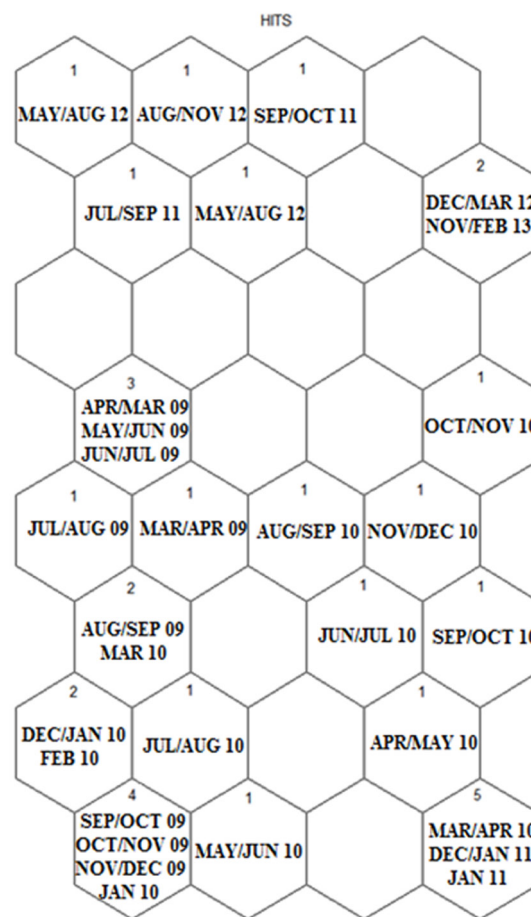 HITS
1 1 1
MAY/AUG 12 AUG/NOV 12 SEP/OCT 11
1 1 2
JUL/SEP 11 MAY/AUG 12 DEC/MAR 12
NOV/FEB 13
3 1
APR/MAR 09
MAY/JUN 09 OCT/NOV 10
JUN/JUL 09
1 1 1 1
JUL/AUG 09 MAR/APR 09 AUG/SEP 10 NOV/DEC 10
2 1 1
AUG/SEP 09 JUN/JUL 10 SEP/OCT 10
MAR 10
2 1 1
DEC/JAN 10 JUL/AUG 10 APR/MAY 10
FEB 10
4 1 5
SEP/OCT 09 MAR/APR 10
OCT/NOV 09 MAY/JUN 10 DEC/JAN 11
NOV/DEC 09 JAN 11
JAN 10